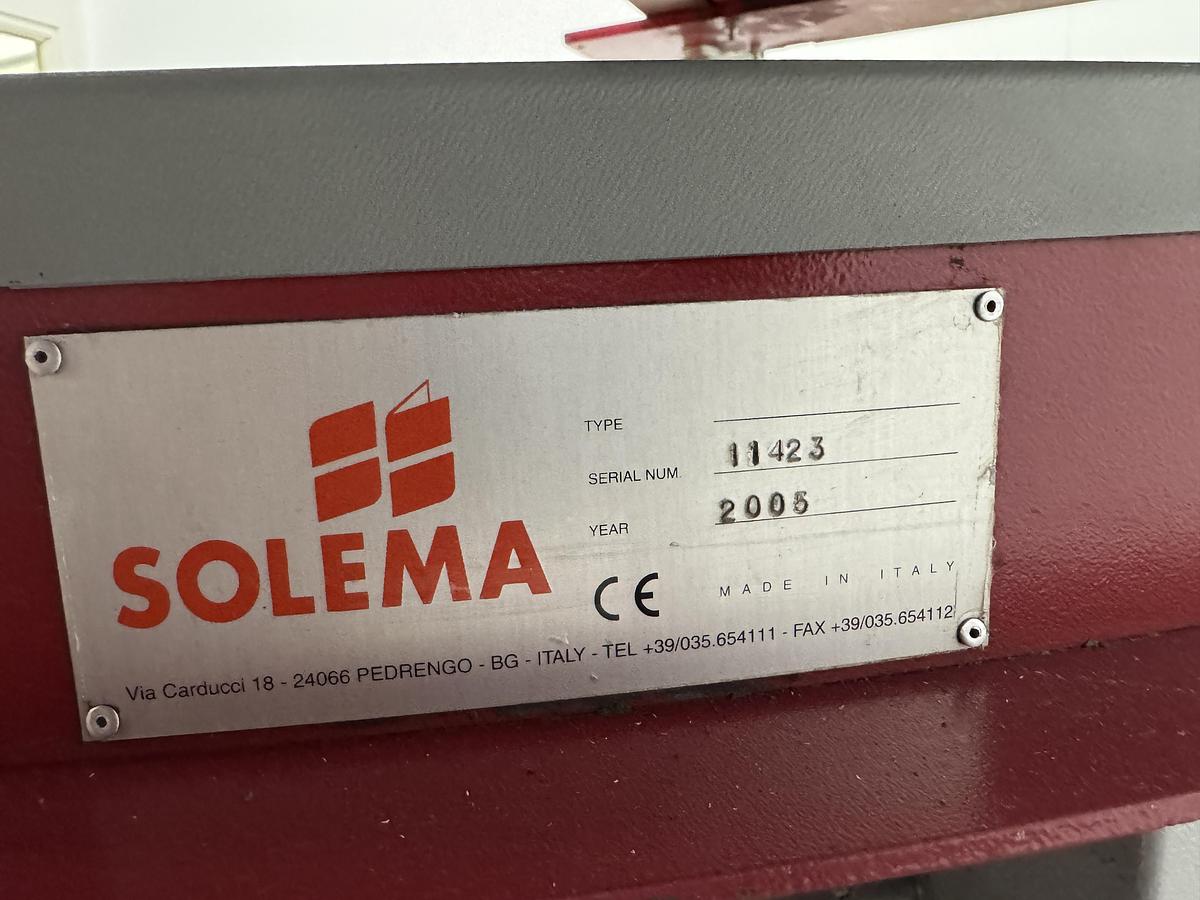 SOLEMA
TYPE
SERIAL NUM. 11423
YEAR 2005
CE MADE IN ITALY
Via Carducci 18 - 24066 PEDRENGO - BG - ITALY - TEL +39/035.654111 - FAX +39/035.654112